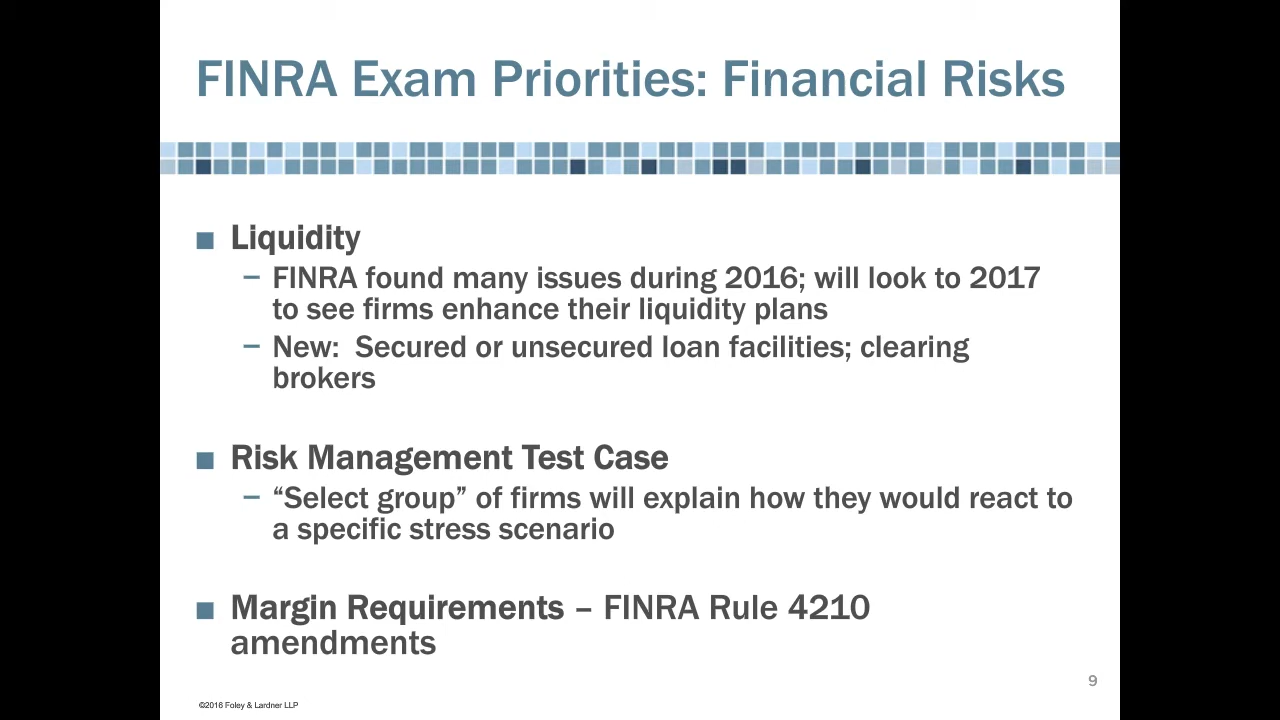 FINRA Exam Priorities: Financial Risks
■ Liquidity
– FINRA found many issues during 2016; will look to 2017
to see firms enhance their liquidity plans
– New:  Secured or unsecured loan facilities; clearing
brokers
■ Risk Management Test Case
– “Select group” of firms will explain how they would react to
a specific stress scenario
■ Margin Requirements – FINRA Rule 4210
amendments
9
©2016 Foley & Lardner LLP